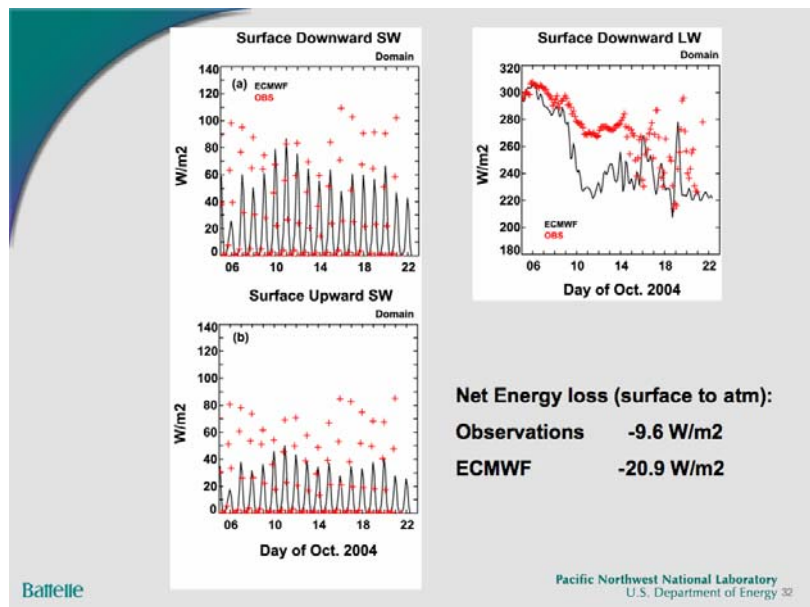 Surface Downward SW
Domain
(a)
ECMWF
OBS
140
120
100
80
60
40
20
0
W/m2
06 10 14 18 22
Surface Upward SW
Domain
(b)
140
120
100
80
60
40
20
0
W/m2
06 10 14 18 22
Day of Oct. 2004
Surface Downward LW
Domain
320
300
280
260
240
220
200
180
W/m2
ECMWF
OBS
06 10 14 18 22
Day of Oct. 2004
Net Energy loss (surface to atm):
Observations -9.6 W/m2
ECMWF -20.9 W/m2
Battelle
Pacific Northwest National Laboratory
U.S. Department of Energy 32